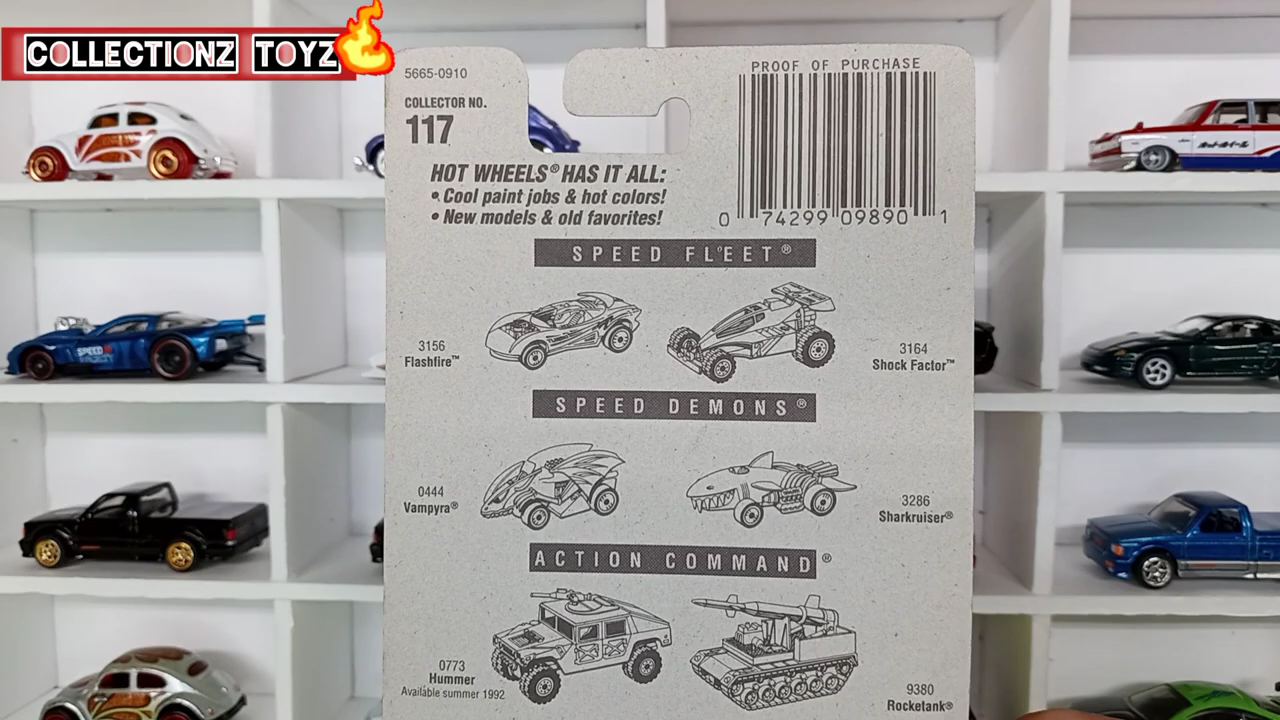 COLLECTIONZ TOYZ
5665-0910
COLLECTOR NO.
117
PROOF OF PURCHASE
0 74299 09890 1
HOT WHEELS® HAS IT ALL:
• Cool paint jobs & hot colors!
• New models & old favorites!
SPEED FLEET®
3156
Flashfire™
3164
Shock Factor™
SPEED DEMONS®
0444
Vampyra®
3286
Sharkruiser®
ACTION COMMAND®
0773
Hummer
Available summer 1992
9380
Rocketank®
SPEED